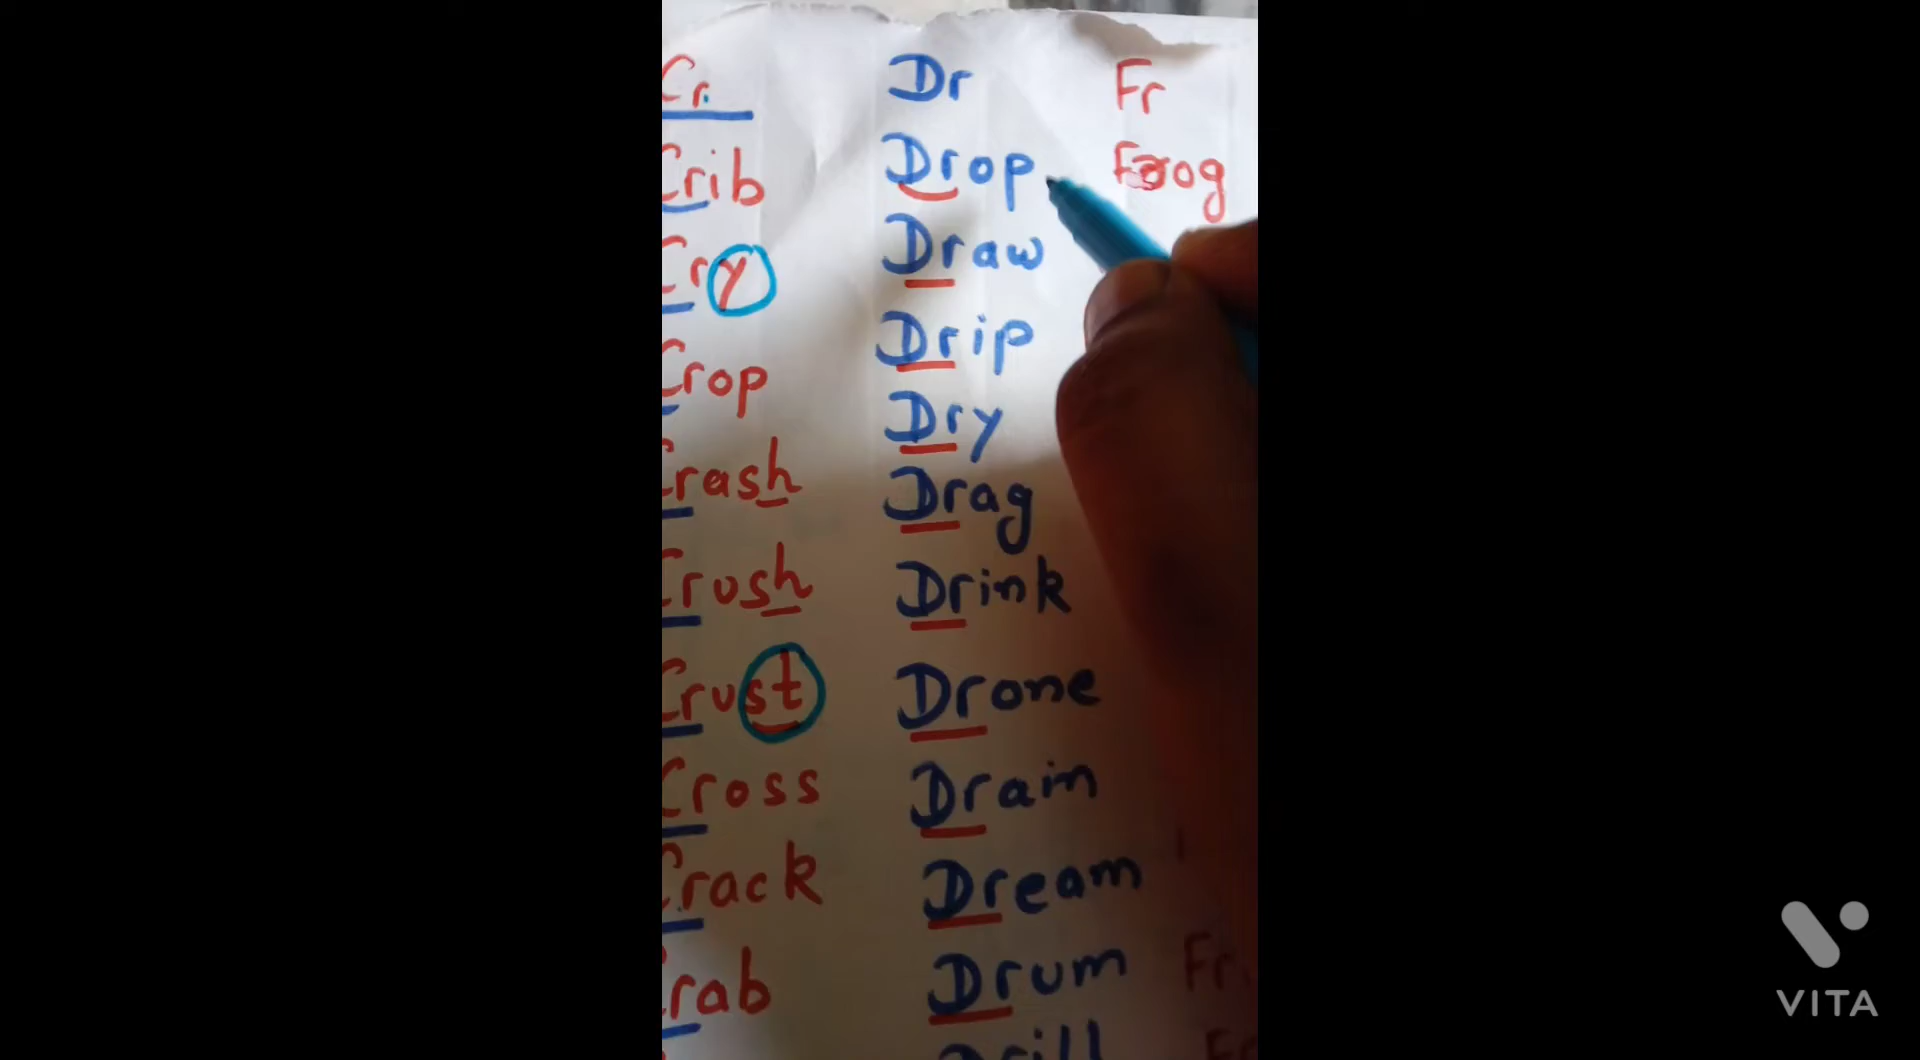 Cr Dr Fr
Crib Drop Frog
Cry Draw
Crop Drip
Crash Dry
Crush Drag
Crust Drink
Cross Drone
Crack Drain
Crab Dream
Drum
Drill
VITA